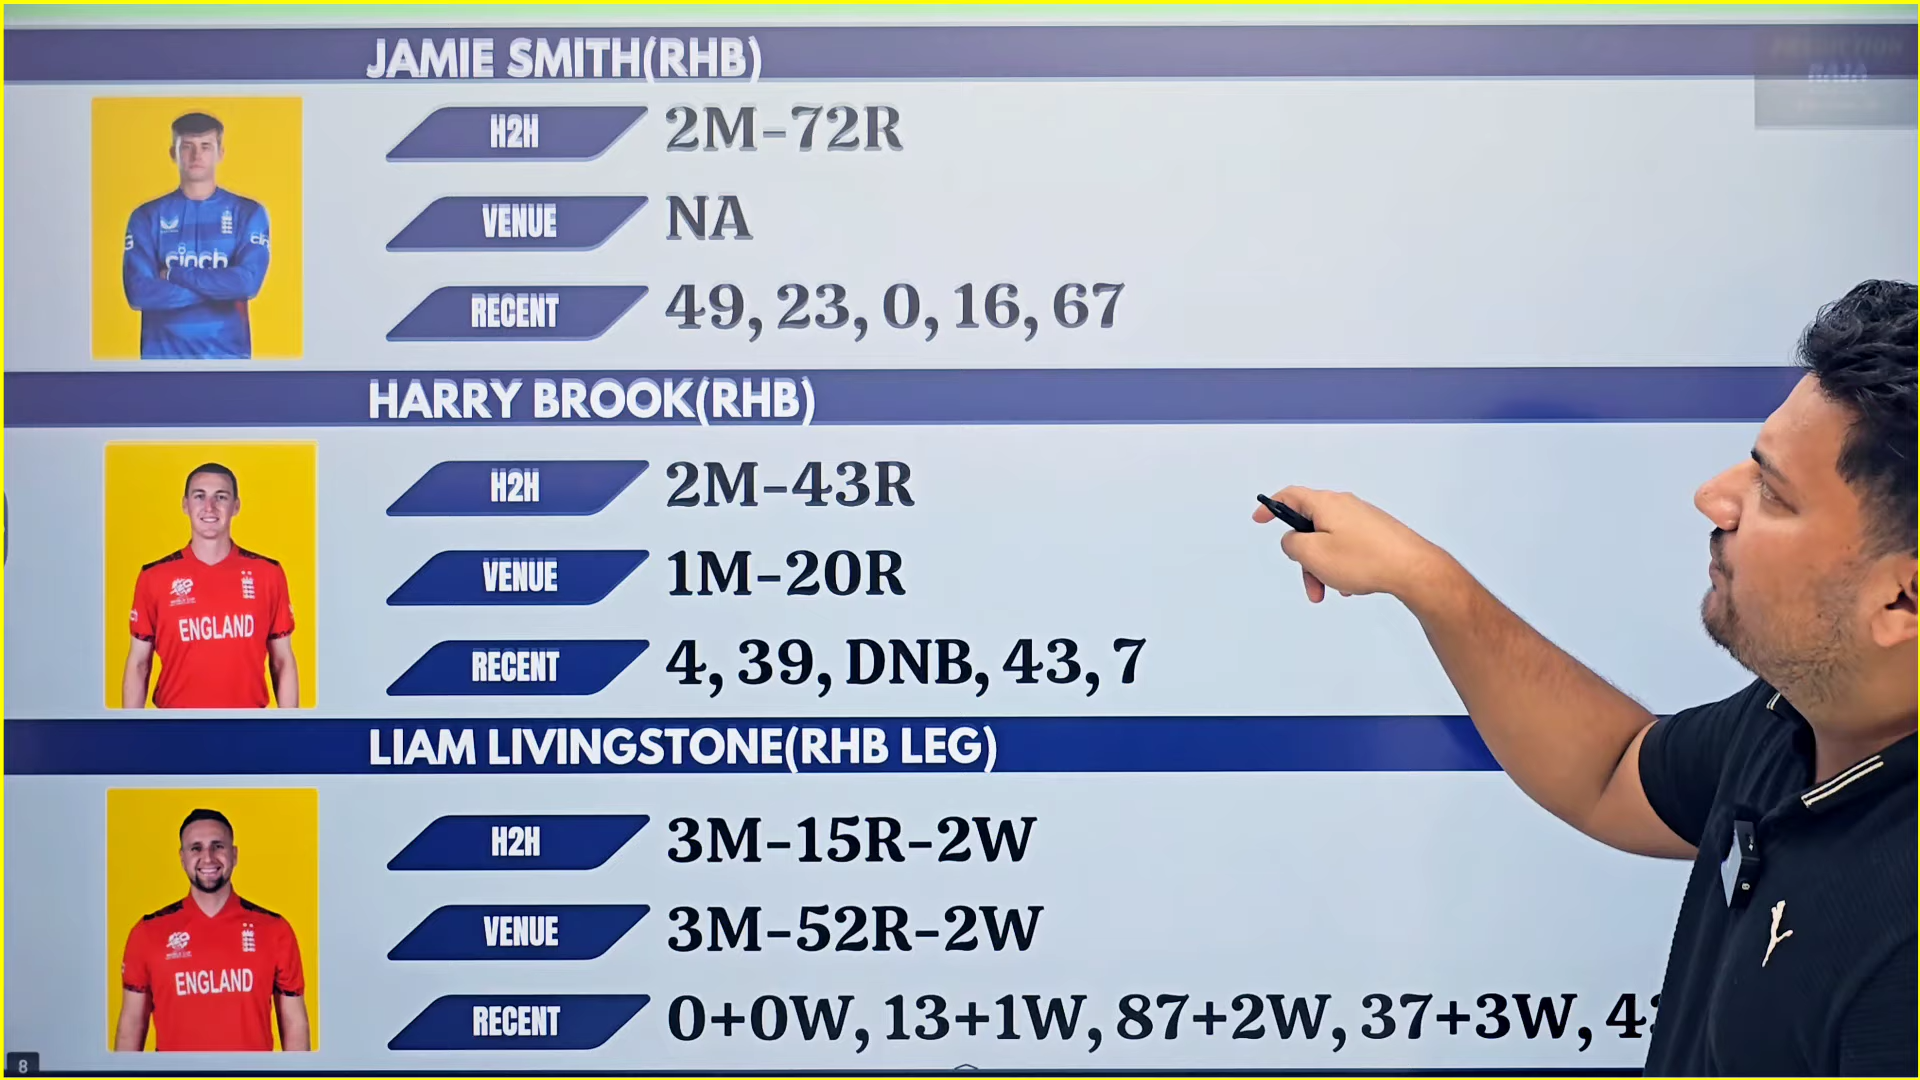 JAMIE SMITH(RHB)
H2H 2M-72R
VENUE NA
RECENT 49, 23, 0, 16, 67
cinch
HARRY BROOK(RHB)
H2H 2M-43R
VENUE 1M-20R
RECENT 4, 39, DNB, 43, 7
ENGLAND
LIAM LIVINGSTONE(RHB LEG)
H2H 3M-15R-2W
VENUE 3M-52R-2W
RECENT 0+0W, 13+1W, 87+2W, 37+3W,
ENGLAND
8